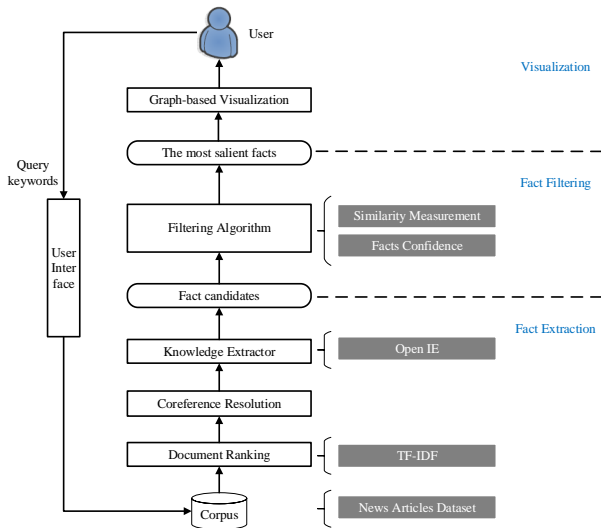 User
Visualization
Graph-based Visualization
The most salient facts
Query
keywords
Fact Filtering
Similarity Measurement
Filtering Algorithm
Facts Confidence
User
Inter
face
Fact candidates
Fact Extraction
Knowledge Extractor
Open IE
Coreference Resolution
Document Ranking
TF-IDF
Corpus
News Articles Dataset